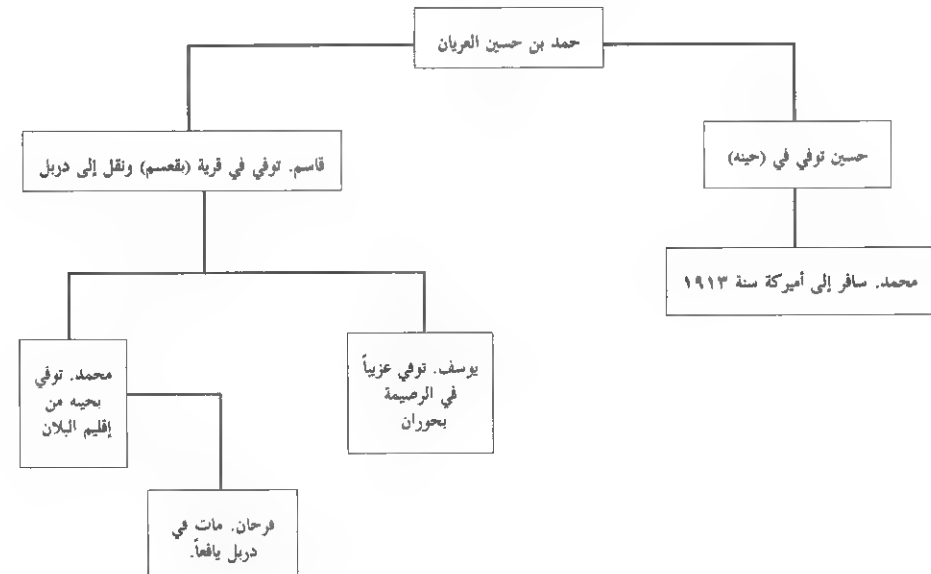 حمد بن حسين العريان
حسين توفي في (حينه)
قاسم. توفي في قرية (بقعسم) ونقل إلى دربل
محمد. سافر إلى أميركة سنة ١٩١٣
يوسف. توفي عزيباً
في الرصيمة
بحوران
محمد. توفي
بحينه من
إقليم البلان
فرحان. مات في
دربل يافعاً.